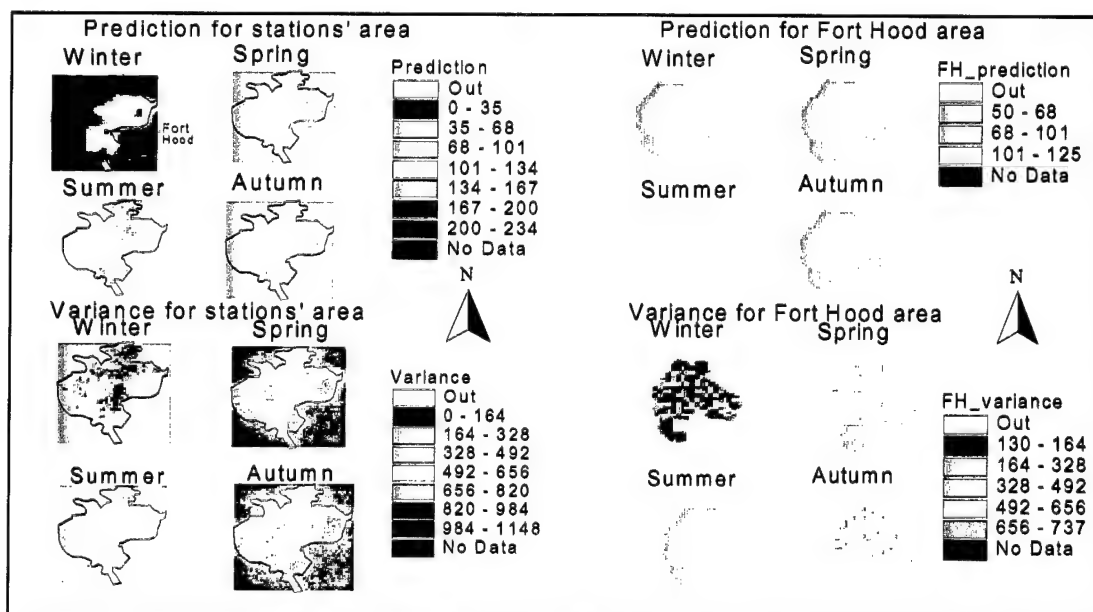 Prediction for stations' area
Winter
Spring
Fort
Hood
Summer
Autumn
Prediction
Out
0 - 35
35 - 68
68 - 101
101 - 134
134 - 167
167 - 200
200 - 234
No Data
N
Variance for stations' area
Winter
Spring
Summer
Autumn
Variance
Out
0 - 164
164 - 328
328 - 492
492 - 656
656 - 820
820 - 984
984 - 1148
No Data
Prediction for Fort Hood area
Winter
Spring
Summer
Autumn
FH_prediction
Out
50 - 68
68 - 101
101 - 125
No Data
N
Variance for Fort Hood area
Winter
Spring
Summer
Autumn
FH_variance
Out
130 - 164
164 - 328
328 - 492
492 - 656
656 - 737
No Data